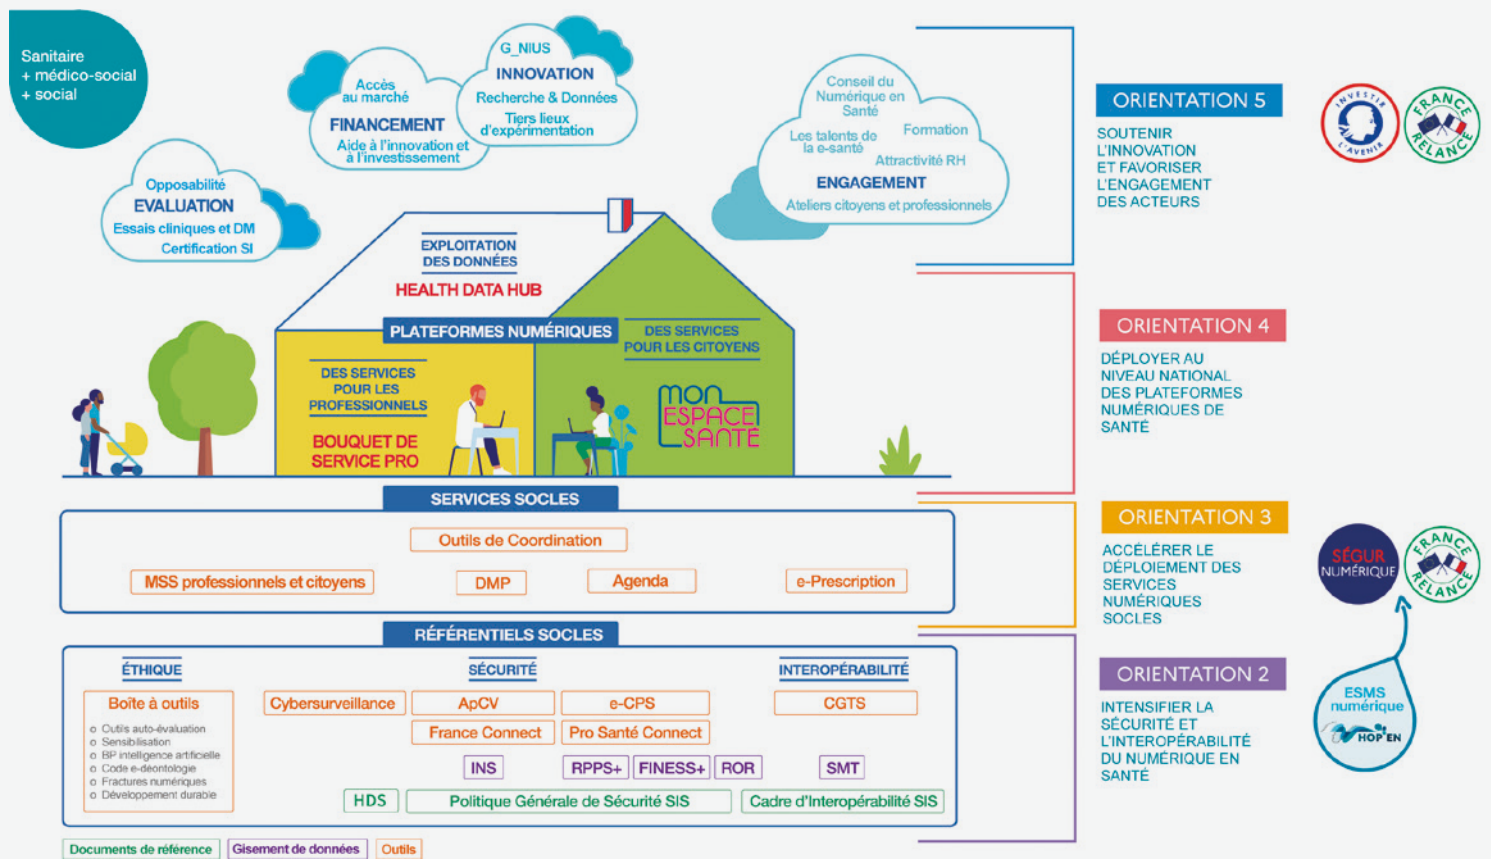 Sanitaire
+ médico-social
+ social
Accès
au marché
FINANCEMENT
Aide à l'innovation et
à l'investissement
G_NIUS
INNOVATION
Recherche & Données
Tiers lieux
d'expérimentation
Conseil du
Numérique en
Santé
Les talents de
la e-santé
Formation
Attractivité RH
ENGAGEMENT
Ateliers citoyens et professionnels
Opposabilité
EVALUATION
Essais cliniques et DM
Certification SI
ORIENTATION 5
SOUTENIR
L'INNOVATION
ET FAVORISER
L'ENGAGEMENT
DES ACTEURS
INVESTIR
L'AVENIR
FRANCE
RELANCE
EXPLOITATION
DES DONNÉES
HEALTH DATA HUB
PLATEFORMES NUMÉRIQUES
DES SERVICES
POUR LES CITOYENS
DES SERVICES
POUR LES
PROFESSIONNELS
BOUQUET DE
SERVICE PRO
MON
ESPACE
SANTÉ
ORIENTATION 4
DÉPLOYER AU
NIVEAU NATIONAL
DES PLATEFORMES
NUMÉRIQUES DE
SANTÉ
SERVICES SOCLES
Outils de Coordination
MSS professionnels et citoyens
DMP
Agenda
e-Prescription
ORIENTATION 3
ACCÉLÉRER LE
DÉPLOIEMENT DES
SERVICES
NUMÉRIQUES
SOCLES
SÉGUR
NUMÉRIQUE
FRANCE
RELANCE
RÉFÉRENTIELS SOCLES
ÉTHIQUE
SÉCURITÉ
INTEROPÉRABILITÉ
Boîte à outils
o Outils auto-évaluation
o Sensibilisation
o BP intelligence artificielle
o Code e-déontologie
o Fractures numériques
o Développement durable
Cybersurveillance
ApCV
e-CPS
CGTS
France Connect
Pro Santé Connect
INS
RPPS+
FINESS+
ROR
SMT
HDS
Politique Générale de Sécurité SIS
Cadre d'Interopérabilité SIS
ORIENTATION 2
INTENSIFIER LA
SÉCURITÉ ET
L'INTEROPÉRABILITÉ
DU NUMÉRIQUE EN
SANTÉ
ESMS
numérique
HOP'EN
Documents de référence
Gisement de données
Outils